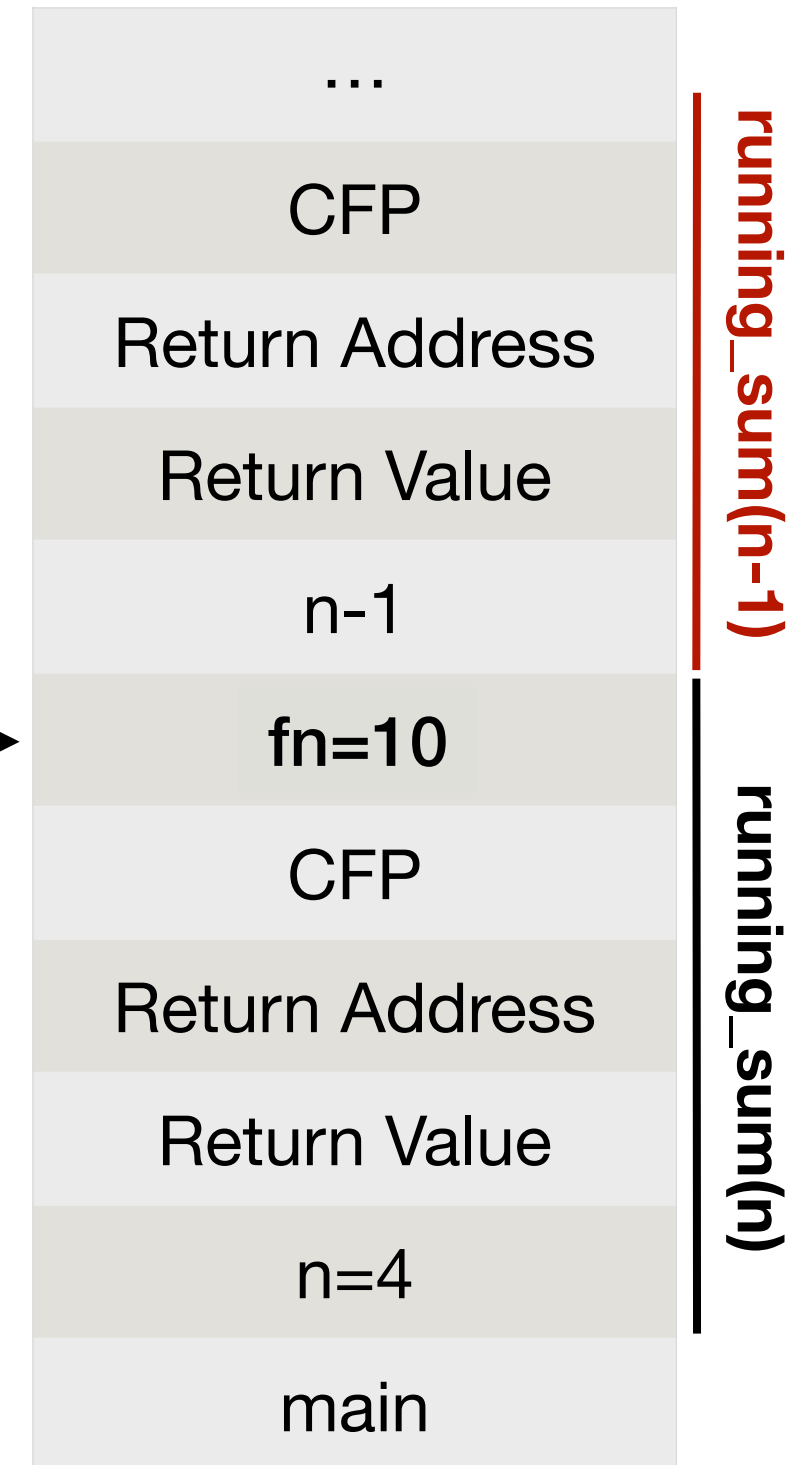 ...
CFP
Return Address
Return Value
n-1
fn=10
CFP
Return Address
Return Value
n=4
main
running_sum(n-1)
running_sum(n)